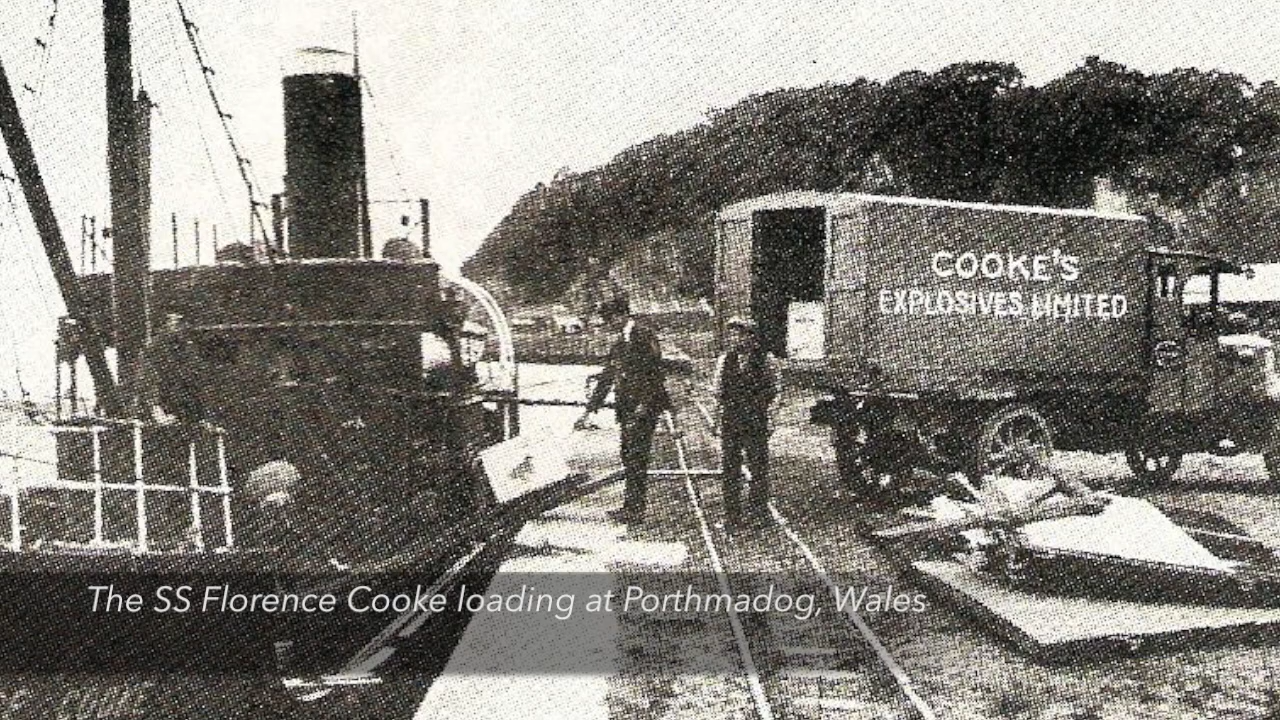 COOKE'S
EXPLOSIVES LIMITED
The SS Florence Cooke loading at Porthmadog, Wales